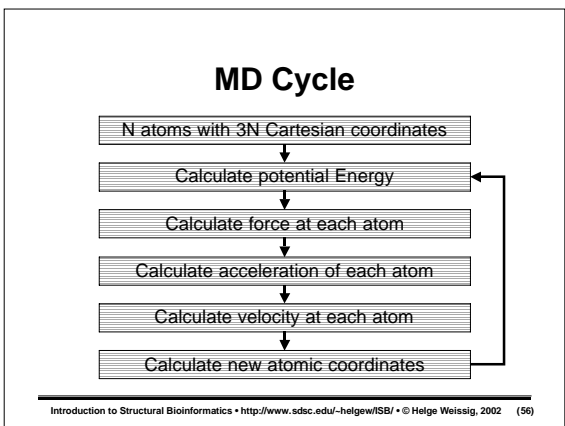 MD Cycle
N atoms with 3N Cartesian coordinates
Calculate potential Energy
Calculate force at each atom
Calculate acceleration of each atom
Calculate velocity at each atom
Calculate new atomic coordinates
Introduction to Structural Bioinformatics • http://www.sdsc.edu/~helgew/ISB/ • © Helge Weissig, 2002 (56)